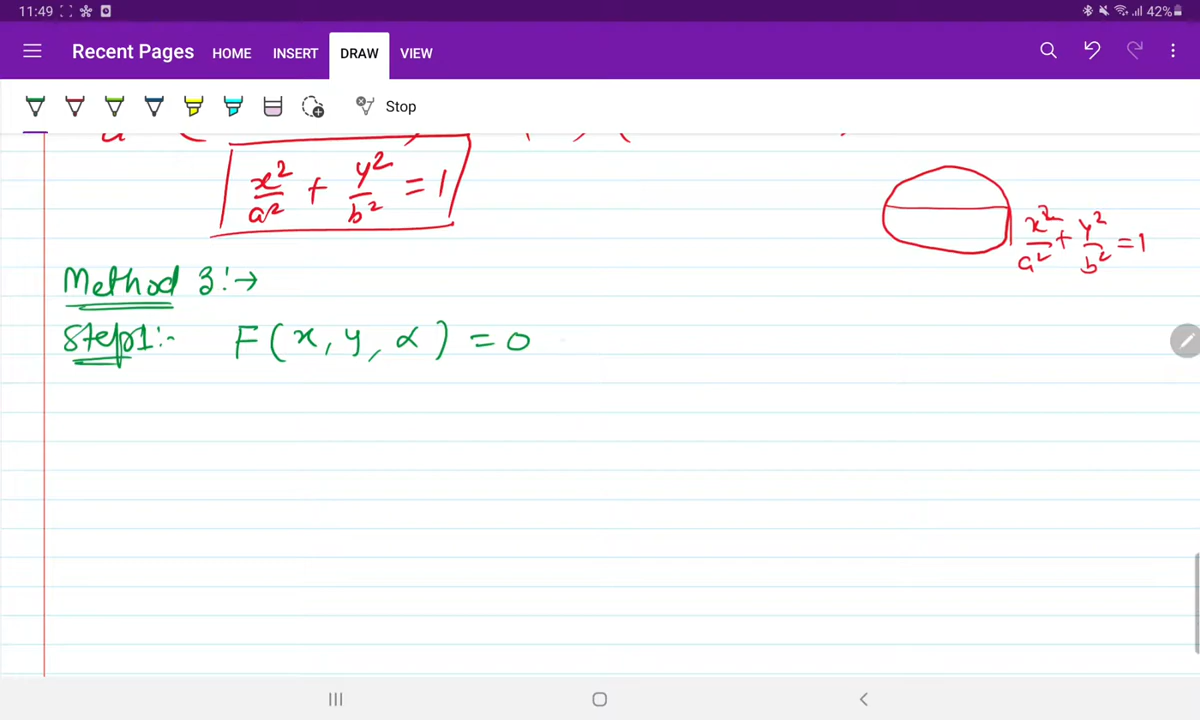 11:49 42%
Recent Pages HOME INSERT DRAW VIEW
Stop
x²/a² + y²/b² = 1
x²/a² + y²/b² = 1
Method 3:→
Step1:- F(x, y, α) = 0